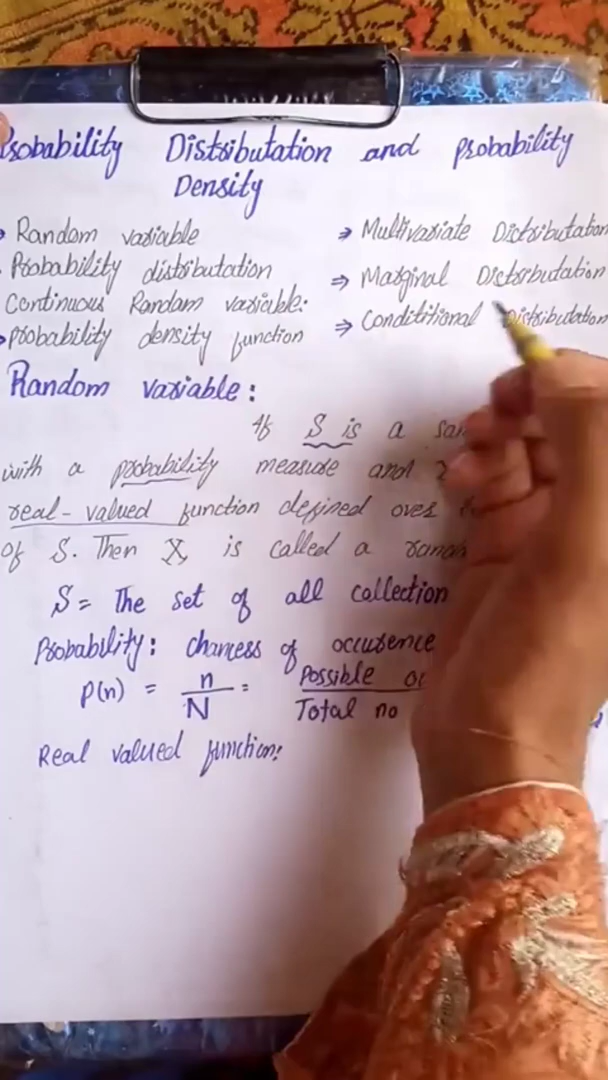 Probability Distribution and probability
Density
Random variable
Probability distribution
Continuous Random variable:
probability density function
⇒ Multivariate Distribution
⇒ Marginal Distribution
⇒ Conditional Distribution
Random variable:
If S is a
with a probability measure and
real-valued function defined over
of S. Then X, is called a
S = The set of all collection
Probability: chancess of occurence
P(n) = n/N = Possible
Total no
Real valued function: